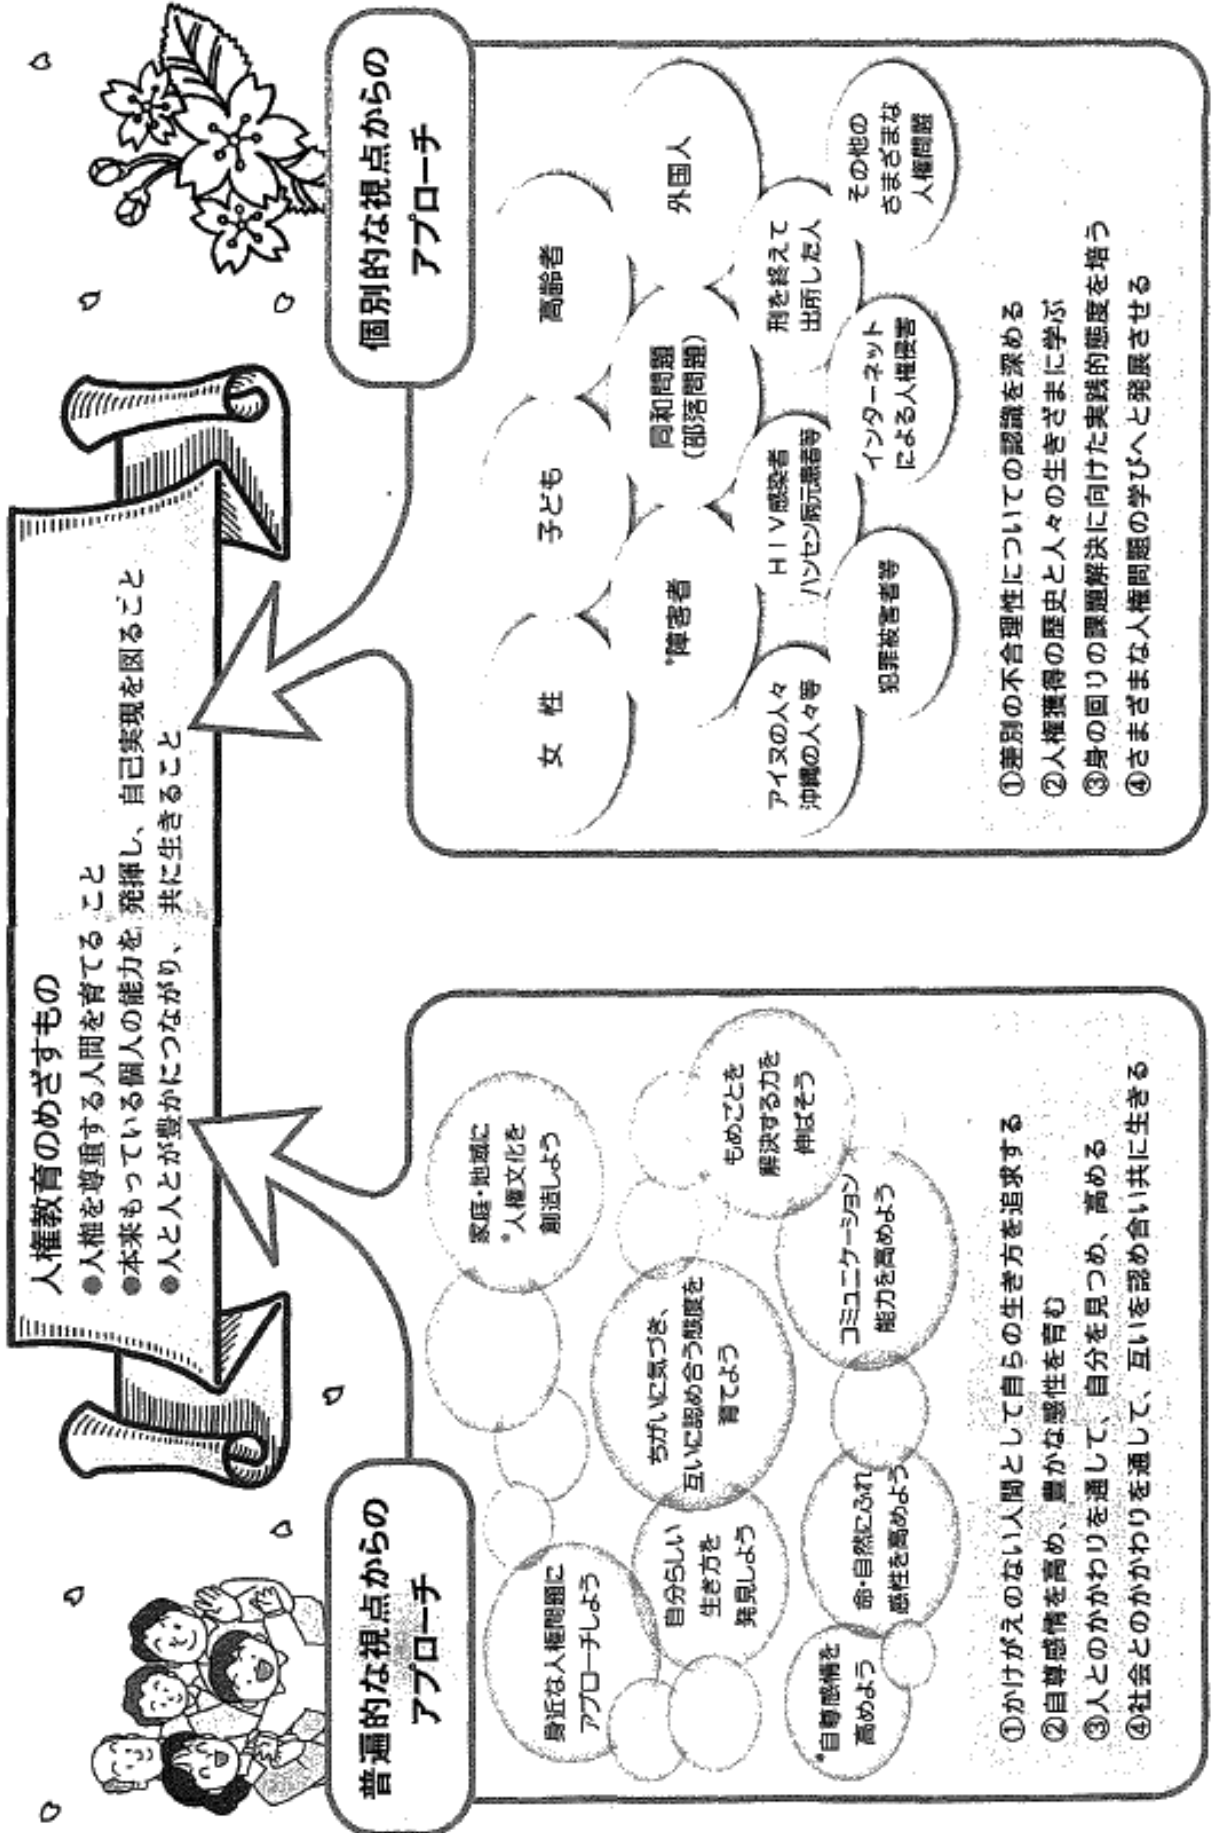 人権教育のめざすもの
●人権を尊重する人間を育てる こと
●本来もっている個人の能力を 発揮し、自己実現を図ること
●人と人とが豊かにつながり、 共に生きること
普遍的な視点からの
アプローチ
家庭・地域に
*人権文化を
創造しよう
身近な人権問題に
アプローチしよう
ちがいに気づき、
互いに認め合う態度を
育てよう
もめごとを
解決する力を
伸ばそう
自分らしい
生き方を
発見しよう
コミュニケーション
能力を高めよう
*自尊感情を
高めよう
命・自然にふれ
感性を高めよう
①かけがえのない人間として自らの生き方を追求する
②自尊感情を高め、豊かな感性を育む
③人とのかかわりを通して、自分を見つめ、高める
④社会とのかかわりを通して、互いを認め合い共に生きる
個別的な視点からの
アプローチ
女 性
子ども
高齢者
*障害者
同和問題
(部落問題)
外国人
アイヌの人々
沖縄の人々等
HIV感染者
ハンセン病元患者等
刑を終えて
出所した人
犯罪被害者等
インターネット
による人権侵害
その他の
さまざまな
人権問題
①差別の不合理性についての認識を深める
②人権獲得の歴史と人々の生きざまに学ぶ
③身の回りの課題解決に向けた実践的態度を培う
④さまざまな人権問題の学びへと発展させる